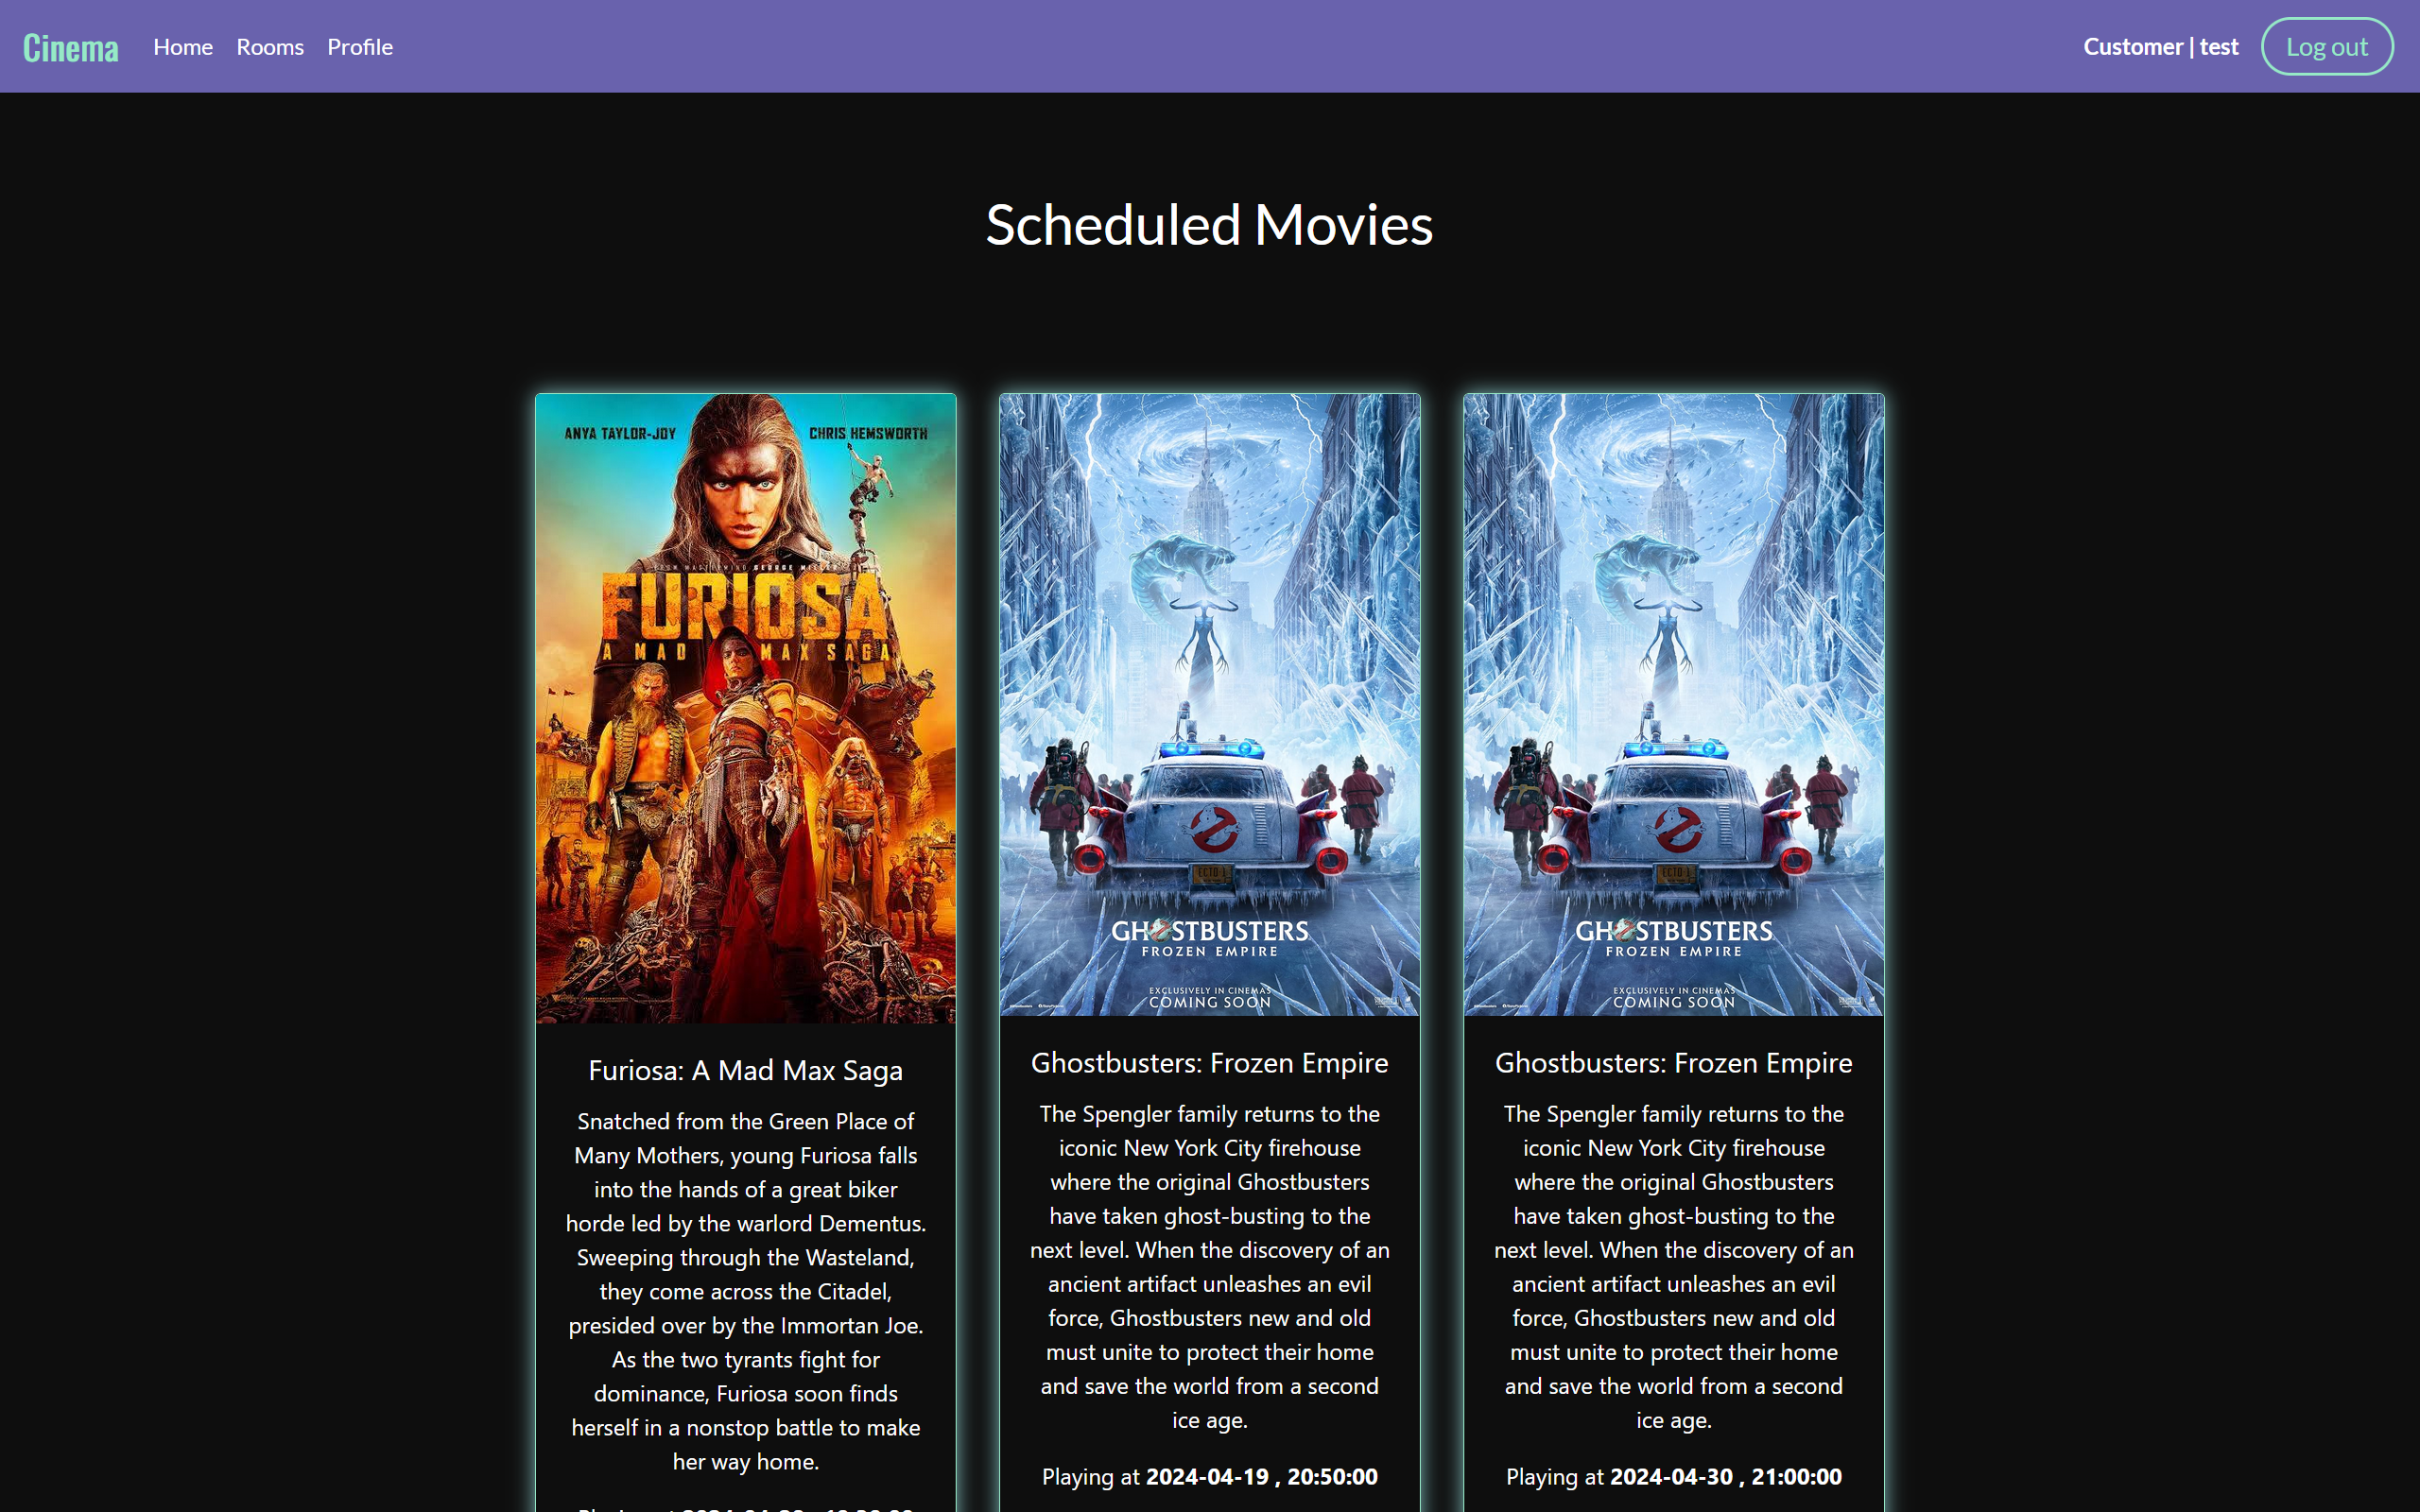 Cinema
Home
Rooms
Profile
Customer | test
Log out
Scheduled Movies
ANYA TAYLOR-JOY
CHRIS HEMSWORTH
FROM MASTERMIND GEORGE MILLER
FURIOSA
A MAD MAX SAGA
Furiosa: A Mad Max Saga
Snatched from the Green Place of
Many Mothers, young Furiosa falls
into the hands of a great biker
horde led by the warlord Dementus.
Sweeping through the Wasteland,
they come across the Citadel,
presided over by the Immortan Joe.
As the two tyrants fight for
dominance, Furiosa soon finds
herself in a nonstop battle to make
her way home.
ECTO-1
GHOSTBUSTERS
FROZEN EMPIRE
EXCLUSIVELY IN CINEMAS
COMING SOON
Ghostbusters: Frozen Empire
The Spengler family returns to the
iconic New York City firehouse
where the original Ghostbusters
have taken ghost-busting to the
next level. When the discovery of an
ancient artifact unleashes an evil
force, Ghostbusters new and old
must unite to protect their home
and save the world from a second
ice age.
Playing at 2024-04-19 , 20:50:00
ECTO-1
GHOSTBUSTERS
FROZEN EMPIRE
EXCLUSIVELY IN CINEMAS
COMING SOON
Ghostbusters: Frozen Empire
The Spengler family returns to the
iconic New York City firehouse
where the original Ghostbusters
have taken ghost-busting to the
next level. When the discovery of an
ancient artifact unleashes an evil
force, Ghostbusters new and old
must unite to protect their home
and save the world from a second
ice age.
Playing at 2024-04-30 , 21:00:00